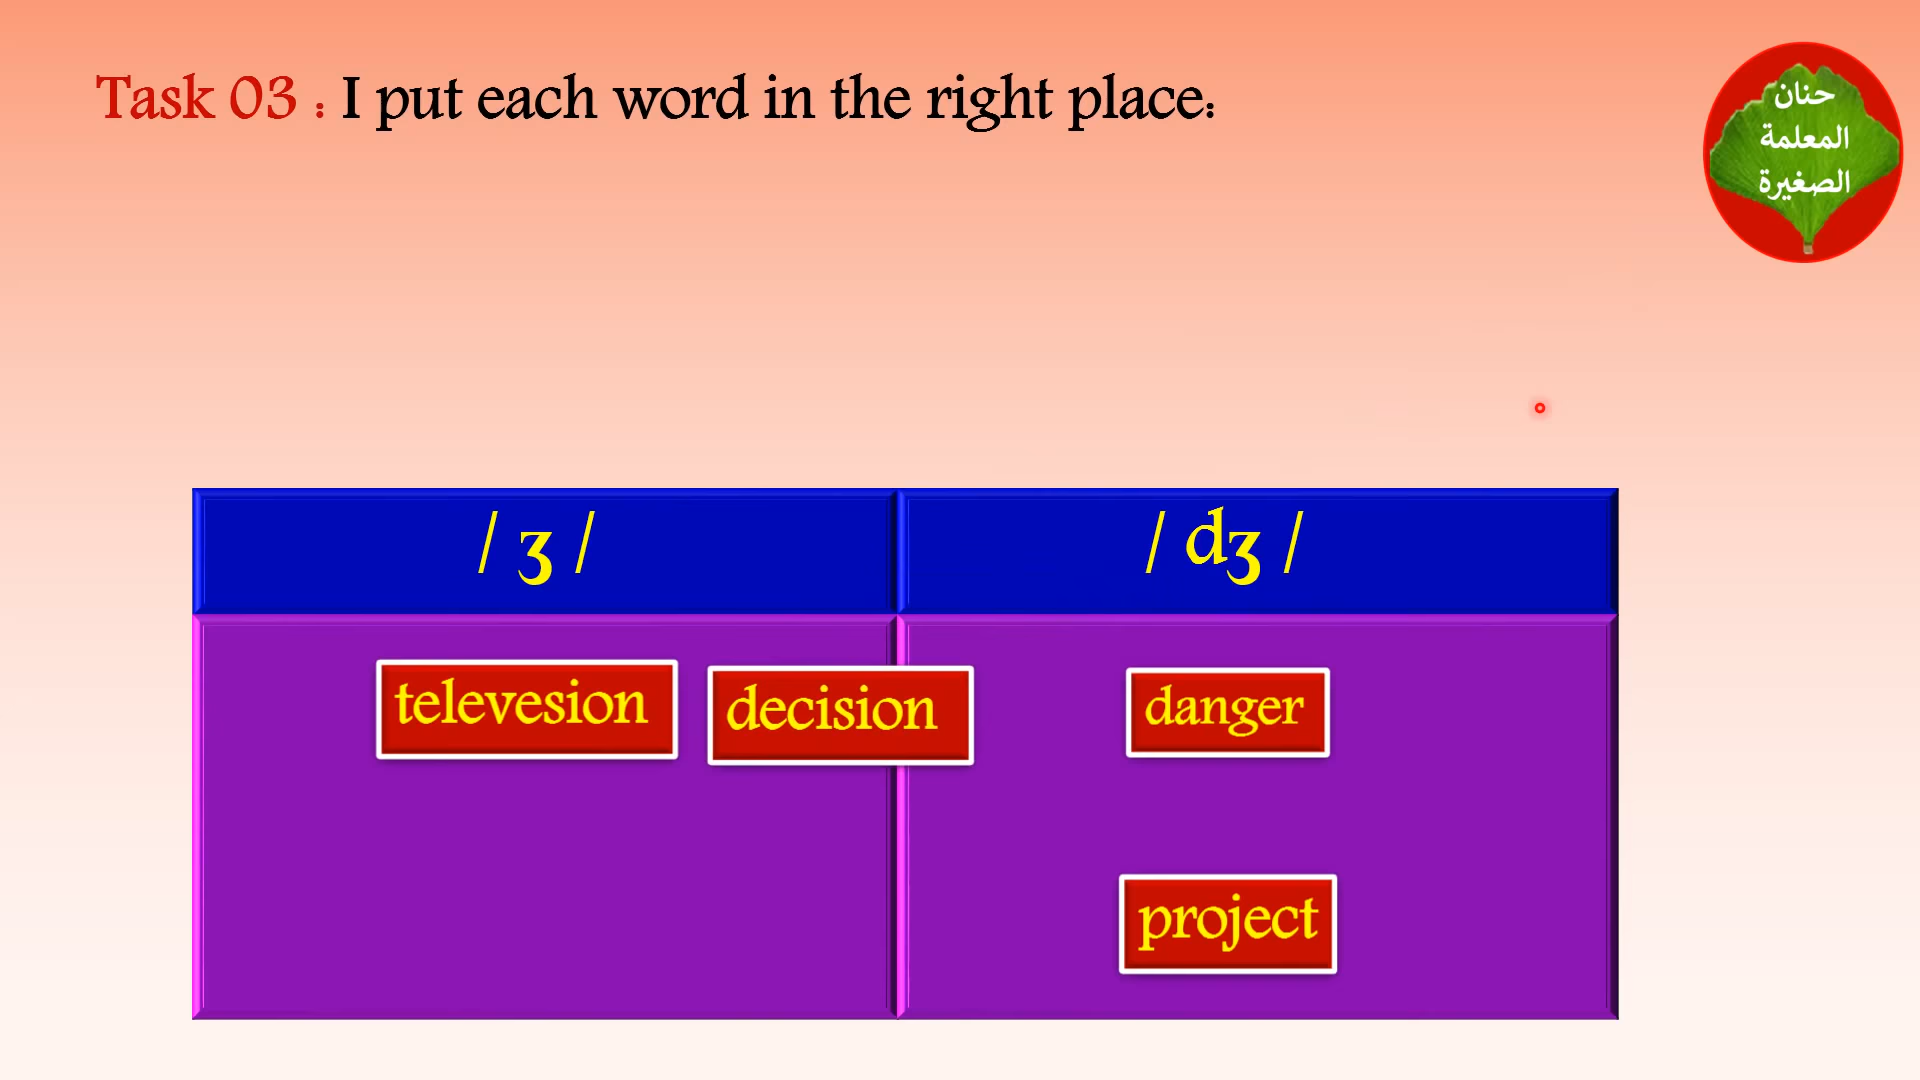 Task 03 : I put each word in the right place:
حنان
المعلمة
الصغيرة
/ ʒ /
/ dʒ /
televesion
decision
danger
project